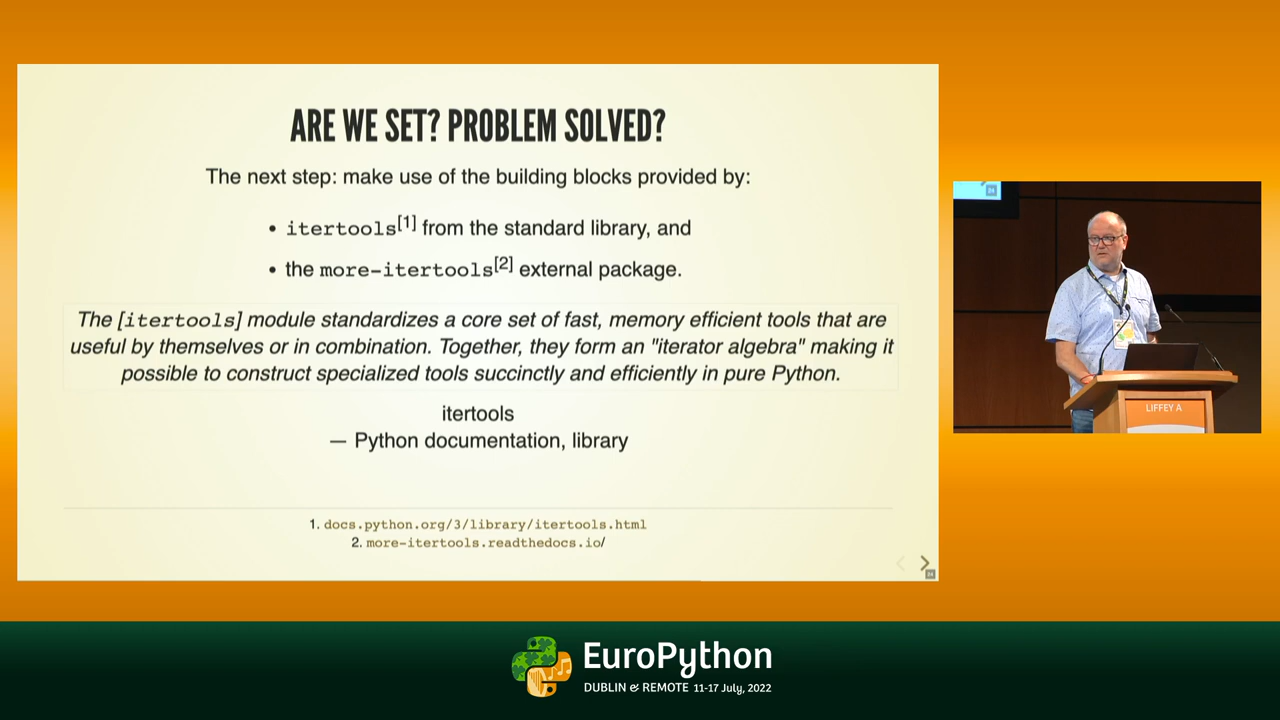 ARE WE SET? PROBLEM SOLVED?
The next step: make use of the building blocks provided by:
• itertools[1] from the standard library, and
• the more-itertools[2] external package.
The [itertools] module standardizes a core set of fast, memory efficient tools that are
useful by themselves or in combination. Together, they form an "iterator algebra" making it
possible to construct specialized tools succinctly and efficiently in pure Python.
itertools
— Python documentation, library
1. docs.python.org/3/library/itertools.html
2. more-itertools.readthedocs.io/
24
LIFFEY A
EuroPython
DUBLIN & REMOTE 11-17 July, 2022